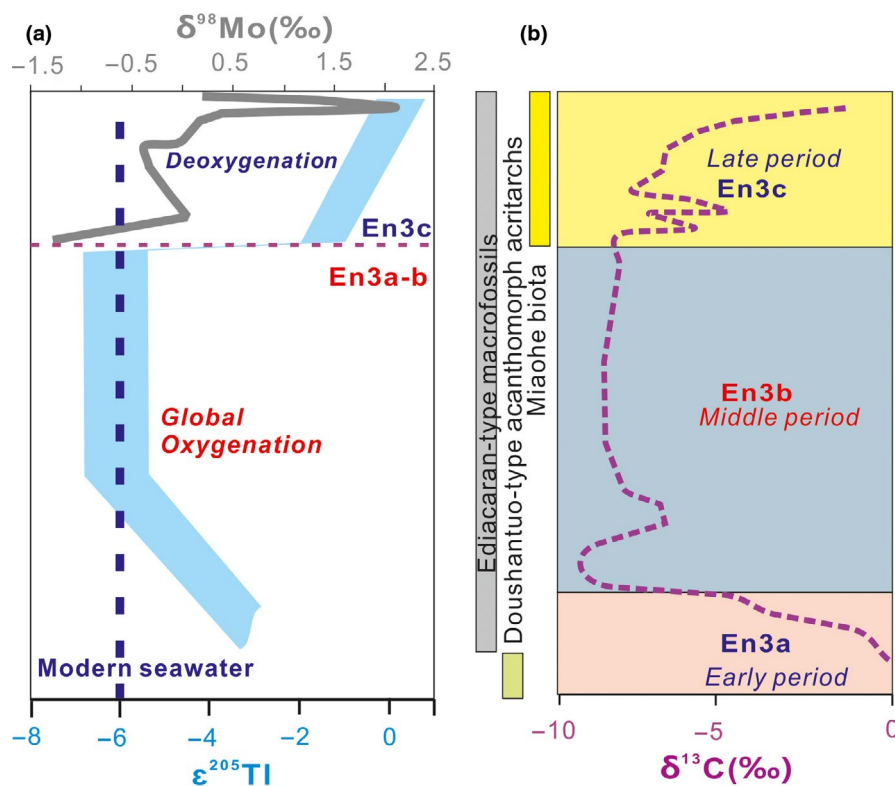 (a)
δ⁹⁸Mo(‰)
−1.5 −0.5 0.5 1.5 2.5
Deoxygenation
En3c
En3a-b
Global
Oxygenation
Modern seawater
−8 −6 −4 −2 0
ε²⁰⁵Tl
Ediacaran-type macrofossils
Doushantuo-type acanthomorph acritarchs
Miaohe biota
(b)
Late period
En3c
En3b
Middle period
En3a
Early period
−10 −5 0
δ¹³C(‰)